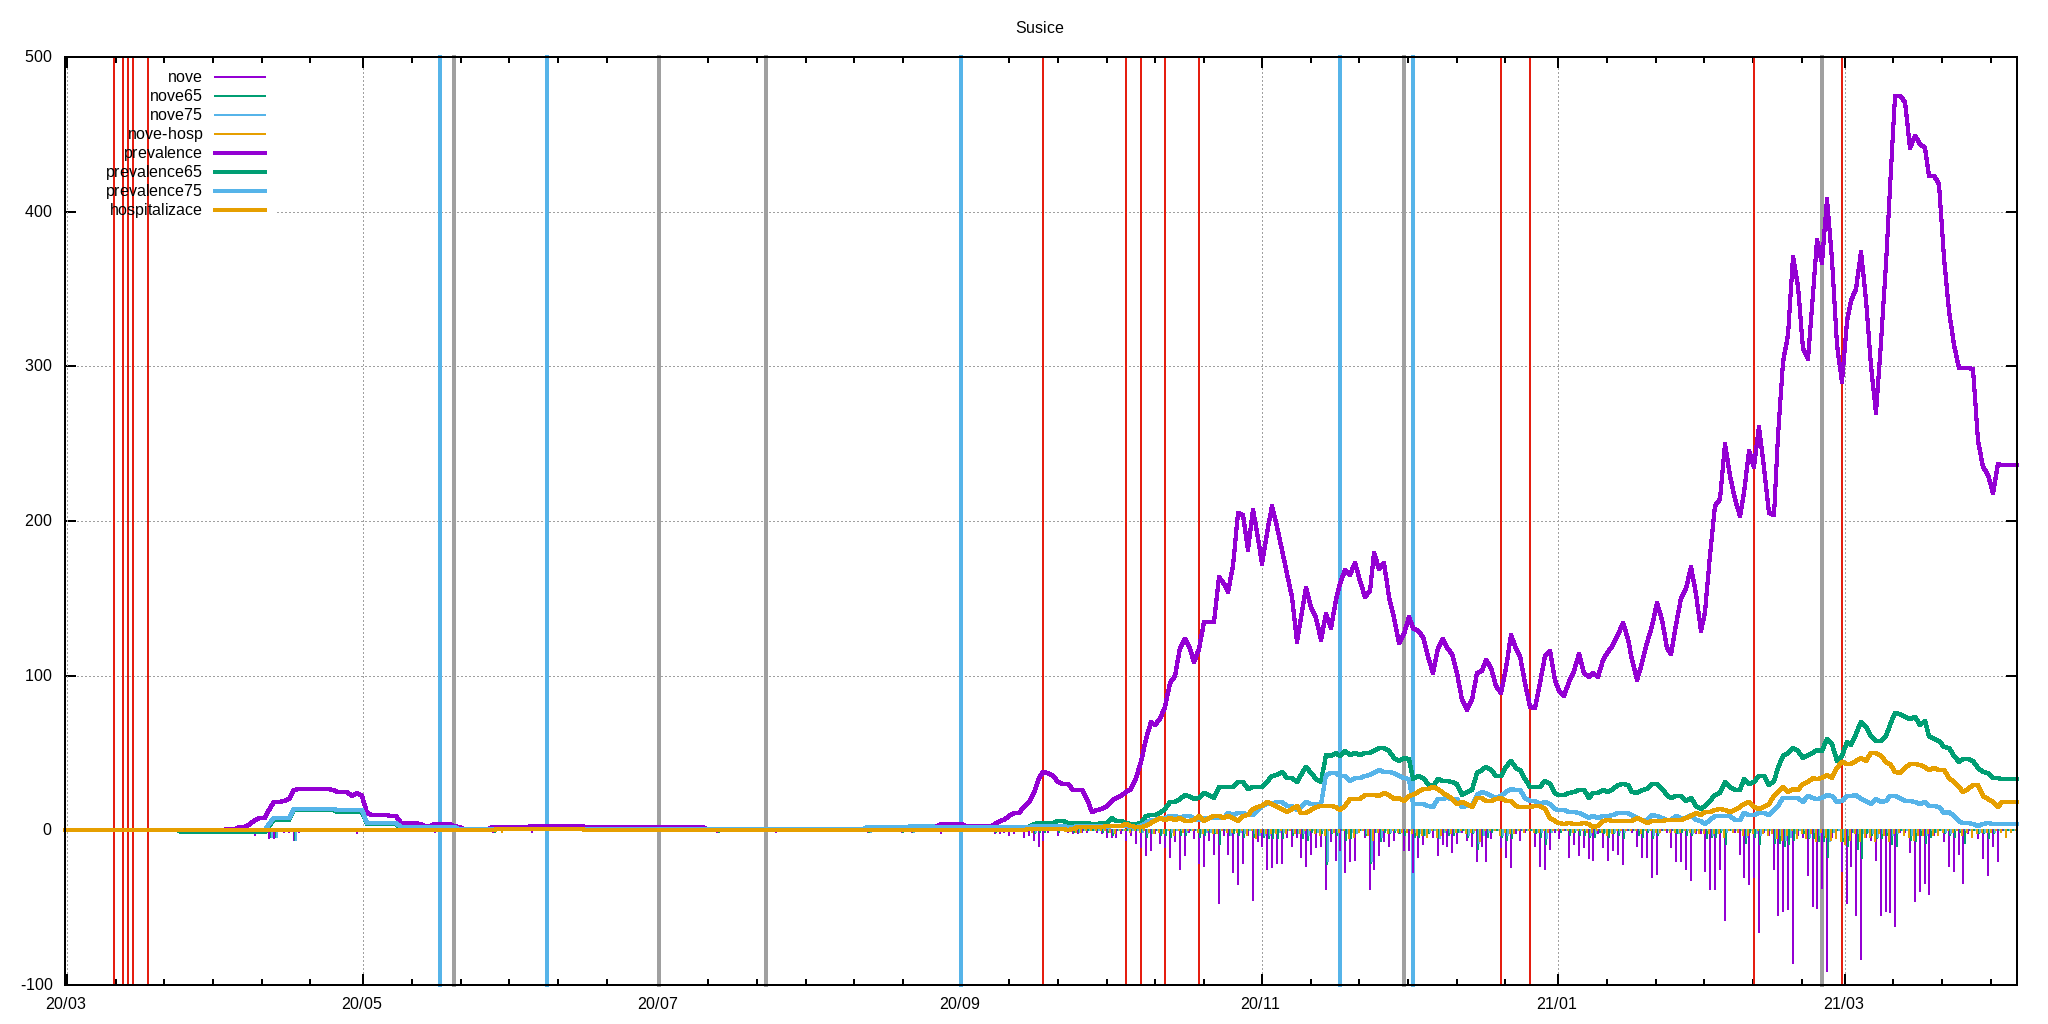 Susice
500
nove
nove65
nove75
nove-hosp
prevalence
prevalence65
prevalence75
hospitalizace
400
300
200
100
0
-100
20/03 20/05 20/07 20/09 20/11 21/01 21/03